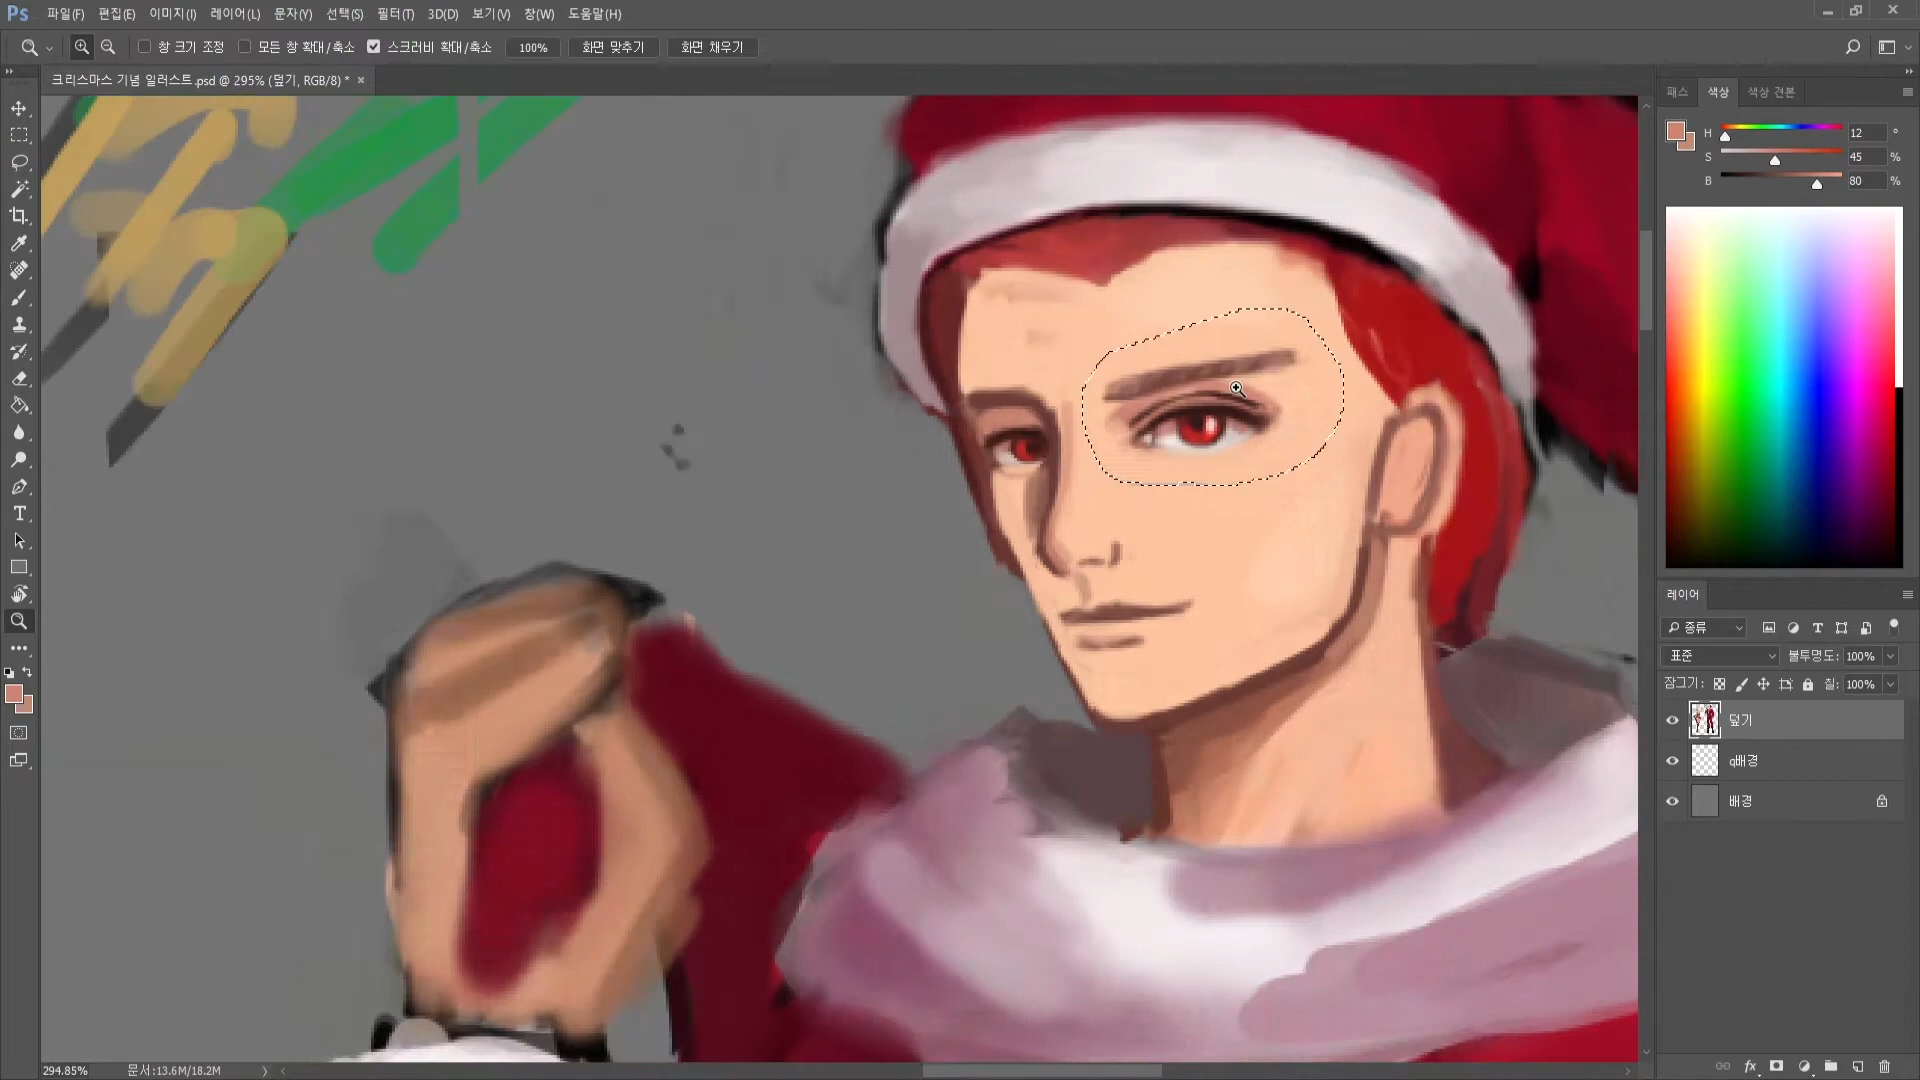 Ps 파일(F) 편집(E) 이미지(I) 레이어(L) 문자(Y) 선택(S) 필터(T) 3D(D) 보기(V) 창(W) 도움말(H)
창 크기 조정 모든 창 확대/축소 스크러비 확대/축소 100% 화면 맞추기 화면 채우기
크리스마스 기념 일러스트.psd @ 295% (덮기, RGB/8) *
패스 색상 색상 견본
H 12 °
S 45 %
B 80 %
레이어
종류
표준 불투명도: 100%
잠그기: 칠: 100%
덮기
q배경
배경
294.85% 문서:13.6M/18.2M